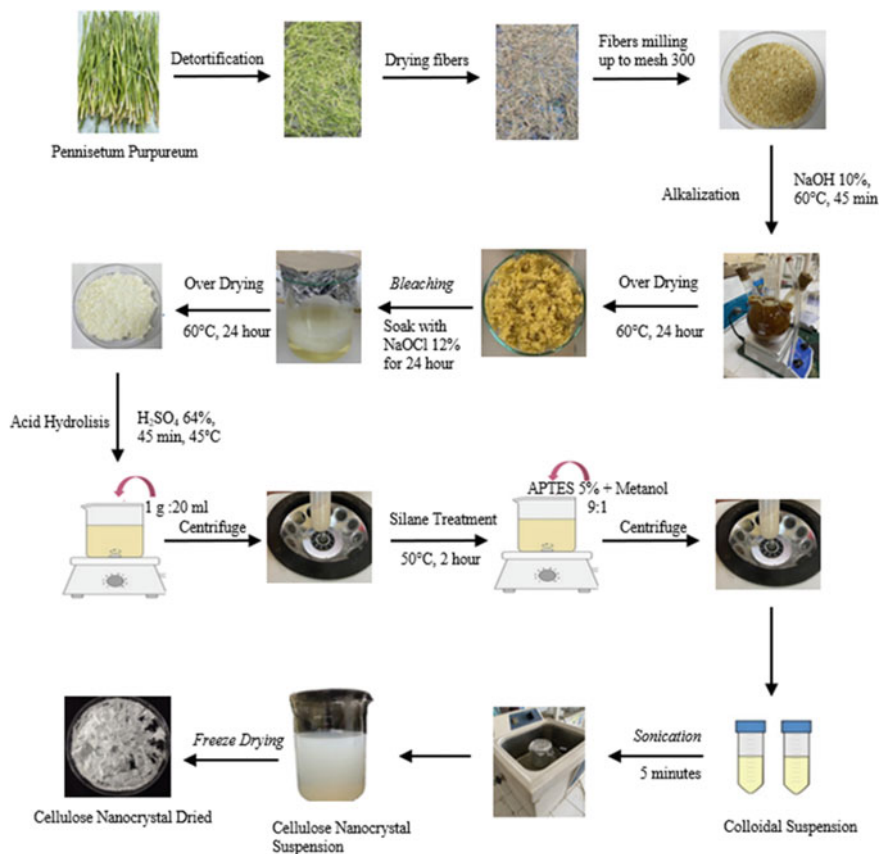 Detortification
Drying fibers
Fibers milling
up to mesh 300
Pennisetum Purpureum
Alkalization
NaOH 10%,
60°C, 45 min
Over Drying
60°C, 24 hour
Bleaching
Soak with
NaOCl 12%
for 24 hour
Over Drying
60°C, 24 hour
Acid Hydrolisis
H₂SO₄ 64%,
45 min, 45°C
1 g :20 ml
Centrifuge
Silane Treatment
50°C, 2 hour
APTES 5% + Metanol
9:1
Centrifuge
Colloidal Suspension
Sonication
5 minutes
Cellulose Nanocrystal
Suspension
Freeze Drying
Cellulose Nanocrystal Dried